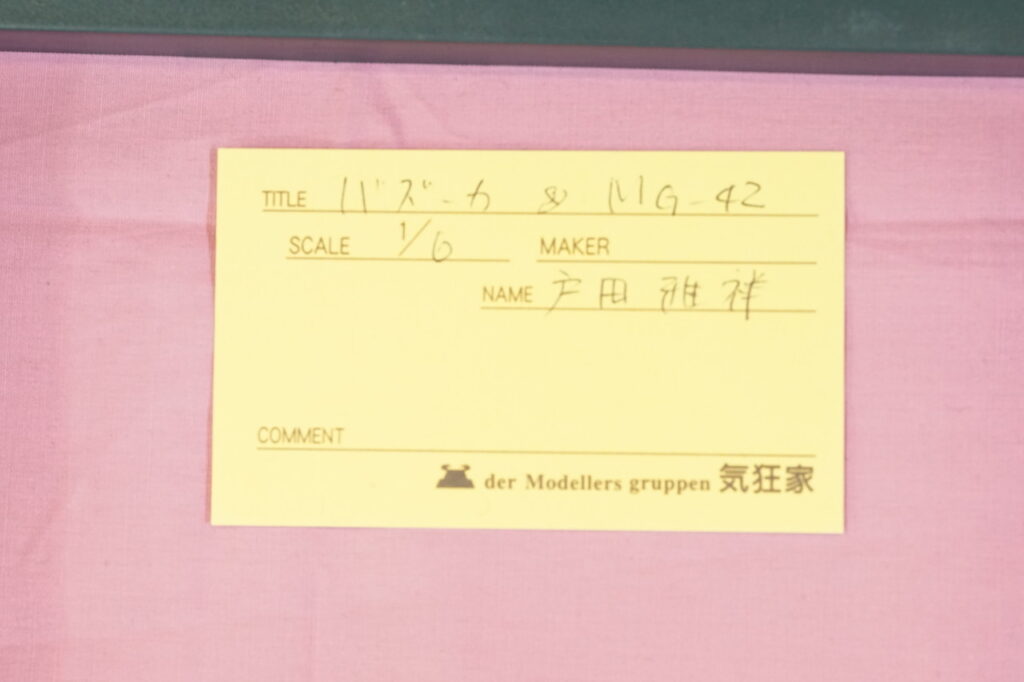 TITLE バズーカ & MG-42
SCALE 1/6 MAKER
NAME 戸田 雅祥
COMMENT
der Modellers gruppen 気狂家